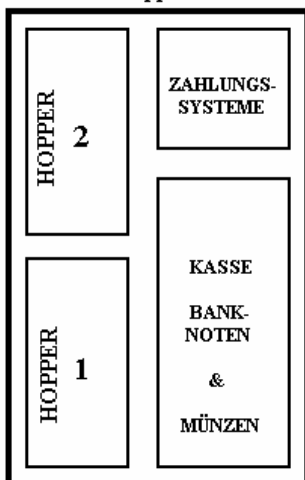 HOPPER
2
ZAHLUNGS-
SYSTEME
HOPPER
1
KASSE
BANK-
NOTEN
&
MÜNZEN